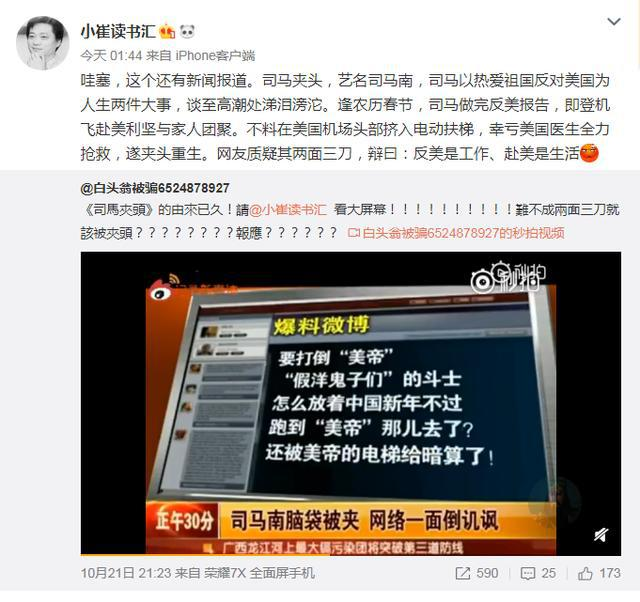 小崔读书汇
今天 01:44 来自 iPhone客户端
哇塞，这个还有新闻报道。司马夹头，艺名司马南，司马以热爱祖国反对美国为
人生两件大事，谈至高潮处涕泪滂沱。逢农历春节，司马做完反美报告，即登机
飞赴美利坚与家人团聚。不料在美国机场头部挤入电动扶梯，幸亏美国医生全力
抢救，遂夹头重生。网友质疑其两面三刀，辩曰：反美是工作、赴美是生活
@白头翁被骗6524878927
《司馬夾頭》的由來已久！請@小崔读书汇 看大屏幕！！！！！！！！！！難不成兩面三刀就
該被夾頭？？？？？？？？報應？？？？？？ 白头翁被骗6524878927的秒拍视频
秒拍
爆料微博
要打倒“美帝”
“假洋鬼子们”的斗士
怎么放着中国新年不过
跑到“美帝”那儿去了？
还被美帝的电梯给暗算了！
正午30分
司马南脑袋被夹 网络一面倒讥讽
广西龙江河上最大镉污染团将突破第三道防线
10月21日 21:23 来自 荣耀7X 全面屏手机
590
25
173